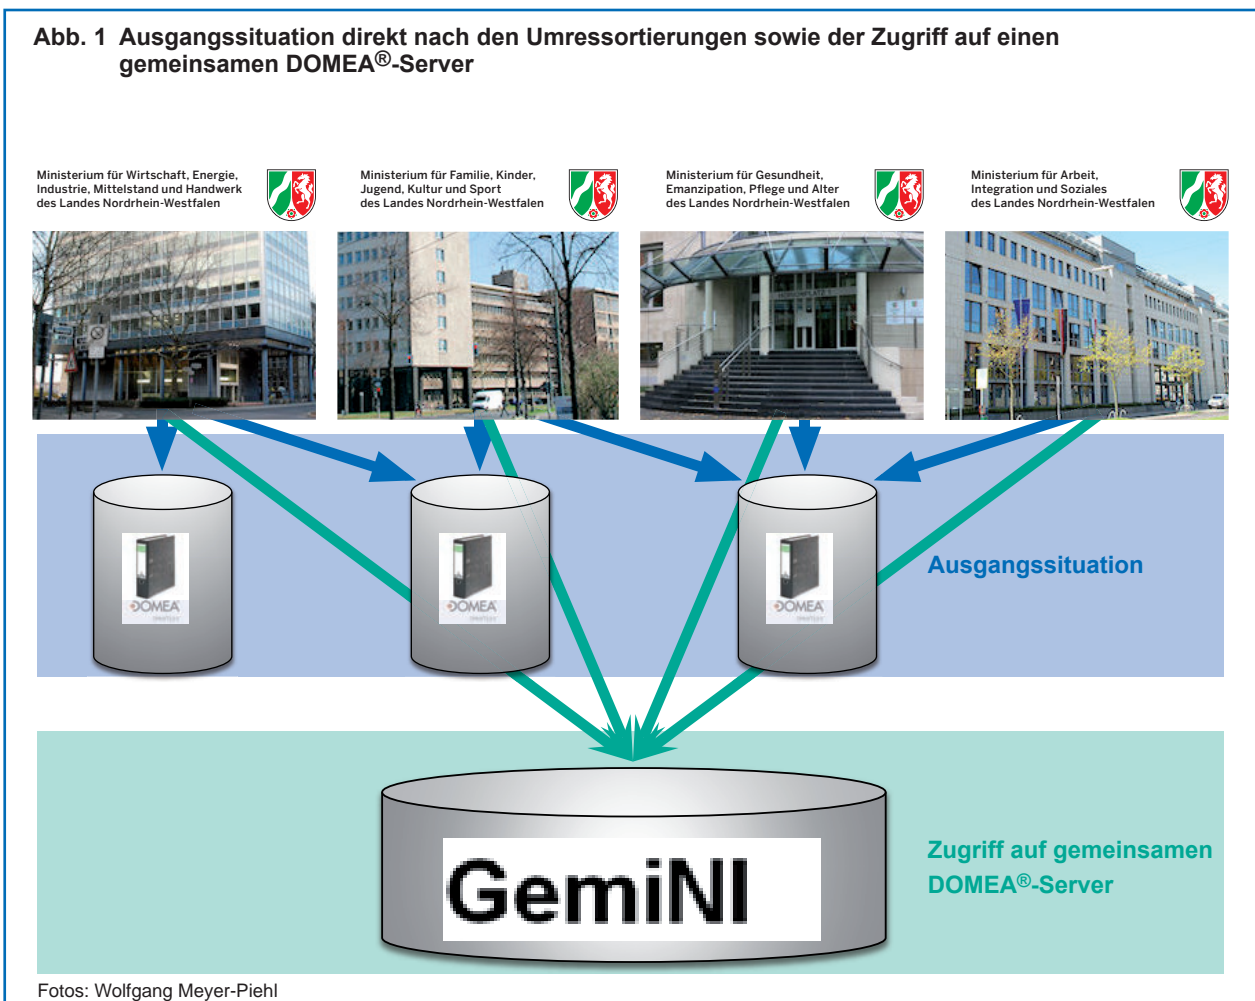 Abb. 1 Ausgangssituation direkt nach den Umressortierungen sowie der Zugriff auf einen
gemeinsamen DOMEA®-Server
Ministerium für Wirtschaft, Energie,
Industrie, Mittelstand und Handwerk
des Landes Nordrhein-Westfalen
Ministerium für Familie, Kinder,
Jugend, Kultur und Sport
des Landes Nordrhein-Westfalen
Ministerium für Gesundheit,
Emanzipation, Pflege und Alter
des Landes Nordrhein-Westfalen
Ministerium für Arbeit,
Integration und Soziales
des Landes Nordrhein-Westfalen
DOMEA
DOMEA
DOMEA
Ausgangssituation
Zugriff auf gemeinsamen
DOMEA®-Server
GemiNI
Fotos: Wolfgang Meyer-Piehl